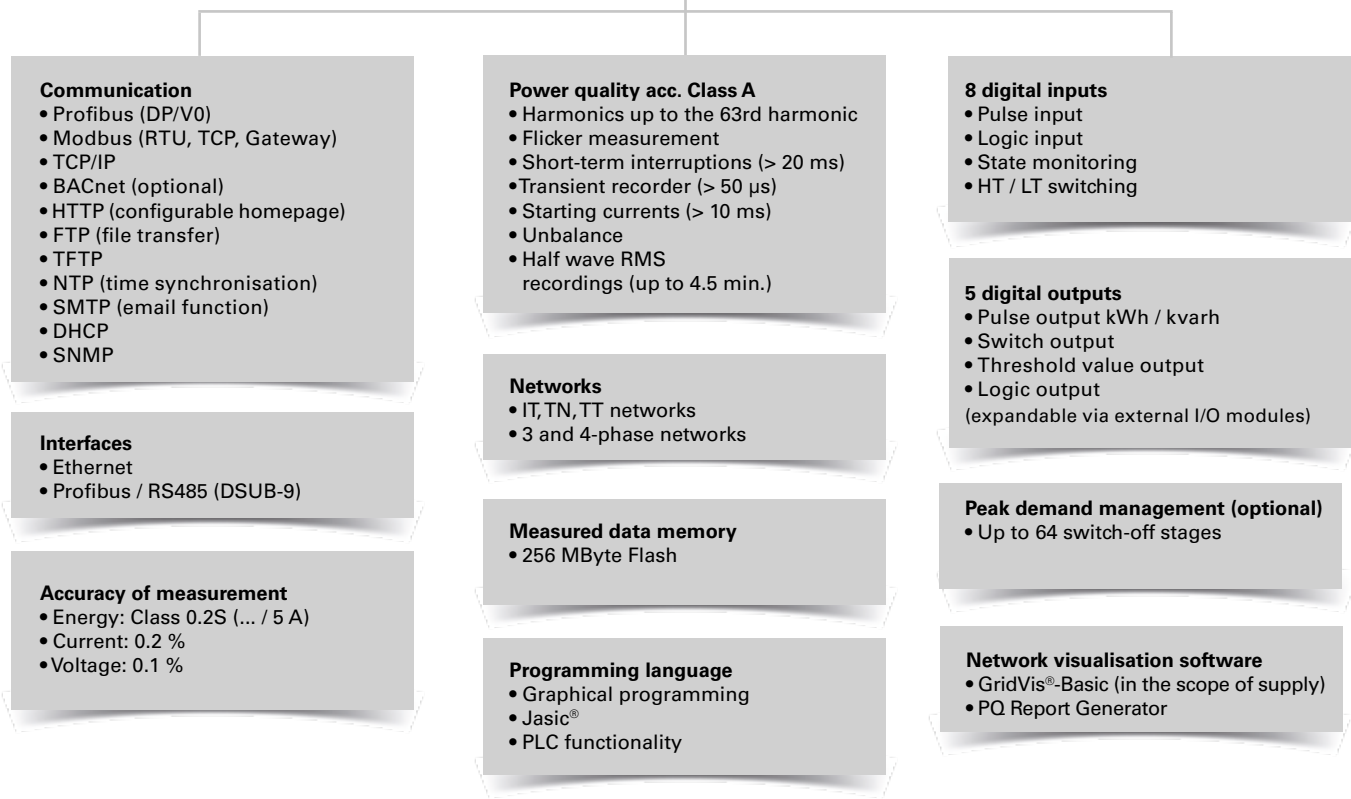 Communication
• Profibus (DP/V0)
• Modbus (RTU, TCP, Gateway)
• TCP/IP
• BACnet (optional)
• HTTP (configurable homepage)
• FTP (file transfer)
• TFTP
• NTP (time synchronisation)
• SMTP (email function)
• DHCP
• SNMP
Interfaces
• Ethernet
• Profibus / RS485 (DSUB-9)
Accuracy of measurement
• Energy: Class 0.2S (... / 5 A)
• Current: 0.2 %
• Voltage: 0.1 %
Power quality acc. Class A
• Harmonics up to the 63rd harmonic
• Flicker measurement
• Short-term interruptions (> 20 ms)
• Transient recorder (> 50 µs)
• Starting currents (> 10 ms)
• Unbalance
• Half wave RMS
recordings (up to 4.5 min.)
Networks
• IT, TN, TT networks
• 3 and 4-phase networks
Measured data memory
• 256 MByte Flash
Programming language
• Graphical programming
• Jasic®
• PLC functionality
8 digital inputs
• Pulse input
• Logic input
• State monitoring
• HT / LT switching
5 digital outputs
• Pulse output kWh / kvarh
• Switch output
• Threshold value output
• Logic output
(expandable via external I/O modules)
Peak demand management (optional)
• Up to 64 switch-off stages
Network visualisation software
• GridVis®-Basic (in the scope of supply)
• PQ Report Generator